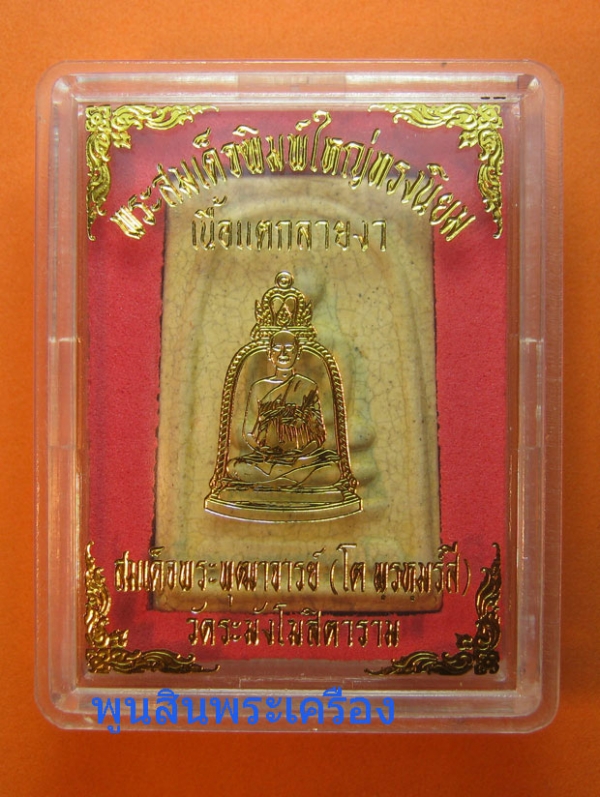 พระสมเด็จพิมพ์ใหญ่ทรงนิยม
เนื้อแตกลายงา
สมเด็จพระพุฒาจารย์ (โต พฺรหฺมรํสี)
วัดระฆังโฆสิตาราม
พูนสินพระเครื่อง